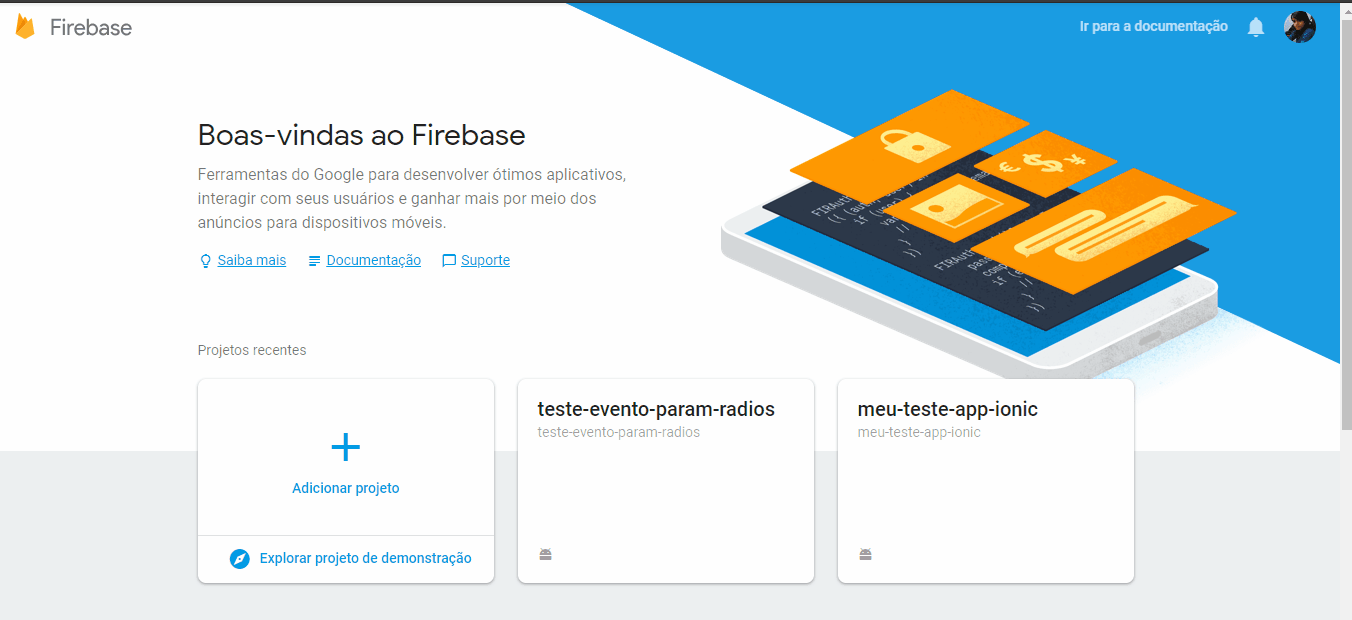 Firebase
Ir para a documentação
Boas-vindas ao Firebase
Ferramentas do Google para desenvolver ótimos aplicativos,
interagir com seus usuários e ganhar mais por meio dos
anúncios para dispositivos móveis.
Saiba mais
Documentação
Suporte
Projetos recentes
Adicionar projeto
Explorar projeto de demonstração
teste-evento-param-radios
teste-evento-param-radios
meu-teste-app-ionic
meu-teste-app-ionic